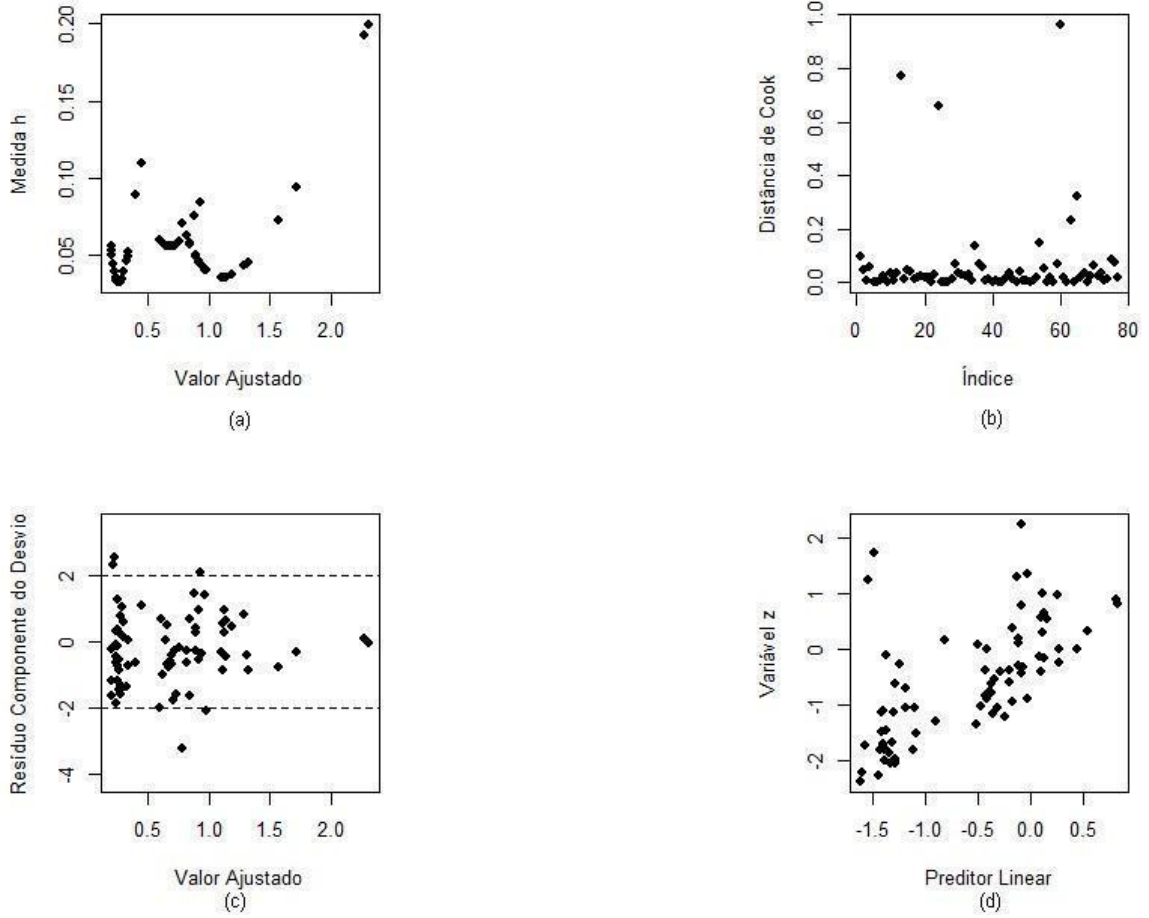 Medida h
0.20
0.15
0.10
0.05
0.5 1.0 1.5 2.0
Valor Ajustado
(a)
Distância de Cook
1.0
0.8
0.6
0.4
0.2
0.0
0 20 40 60 80
Índice
(b)
Resíduo Componente do Desvio
2
0
-2
-4
0.5 1.0 1.5 2.0
Valor Ajustado
(c)
Variável z
2
1
0
-1
-2
-1.5 -1.0 -0.5 0.0 0.5
Preditor Linear
(d)